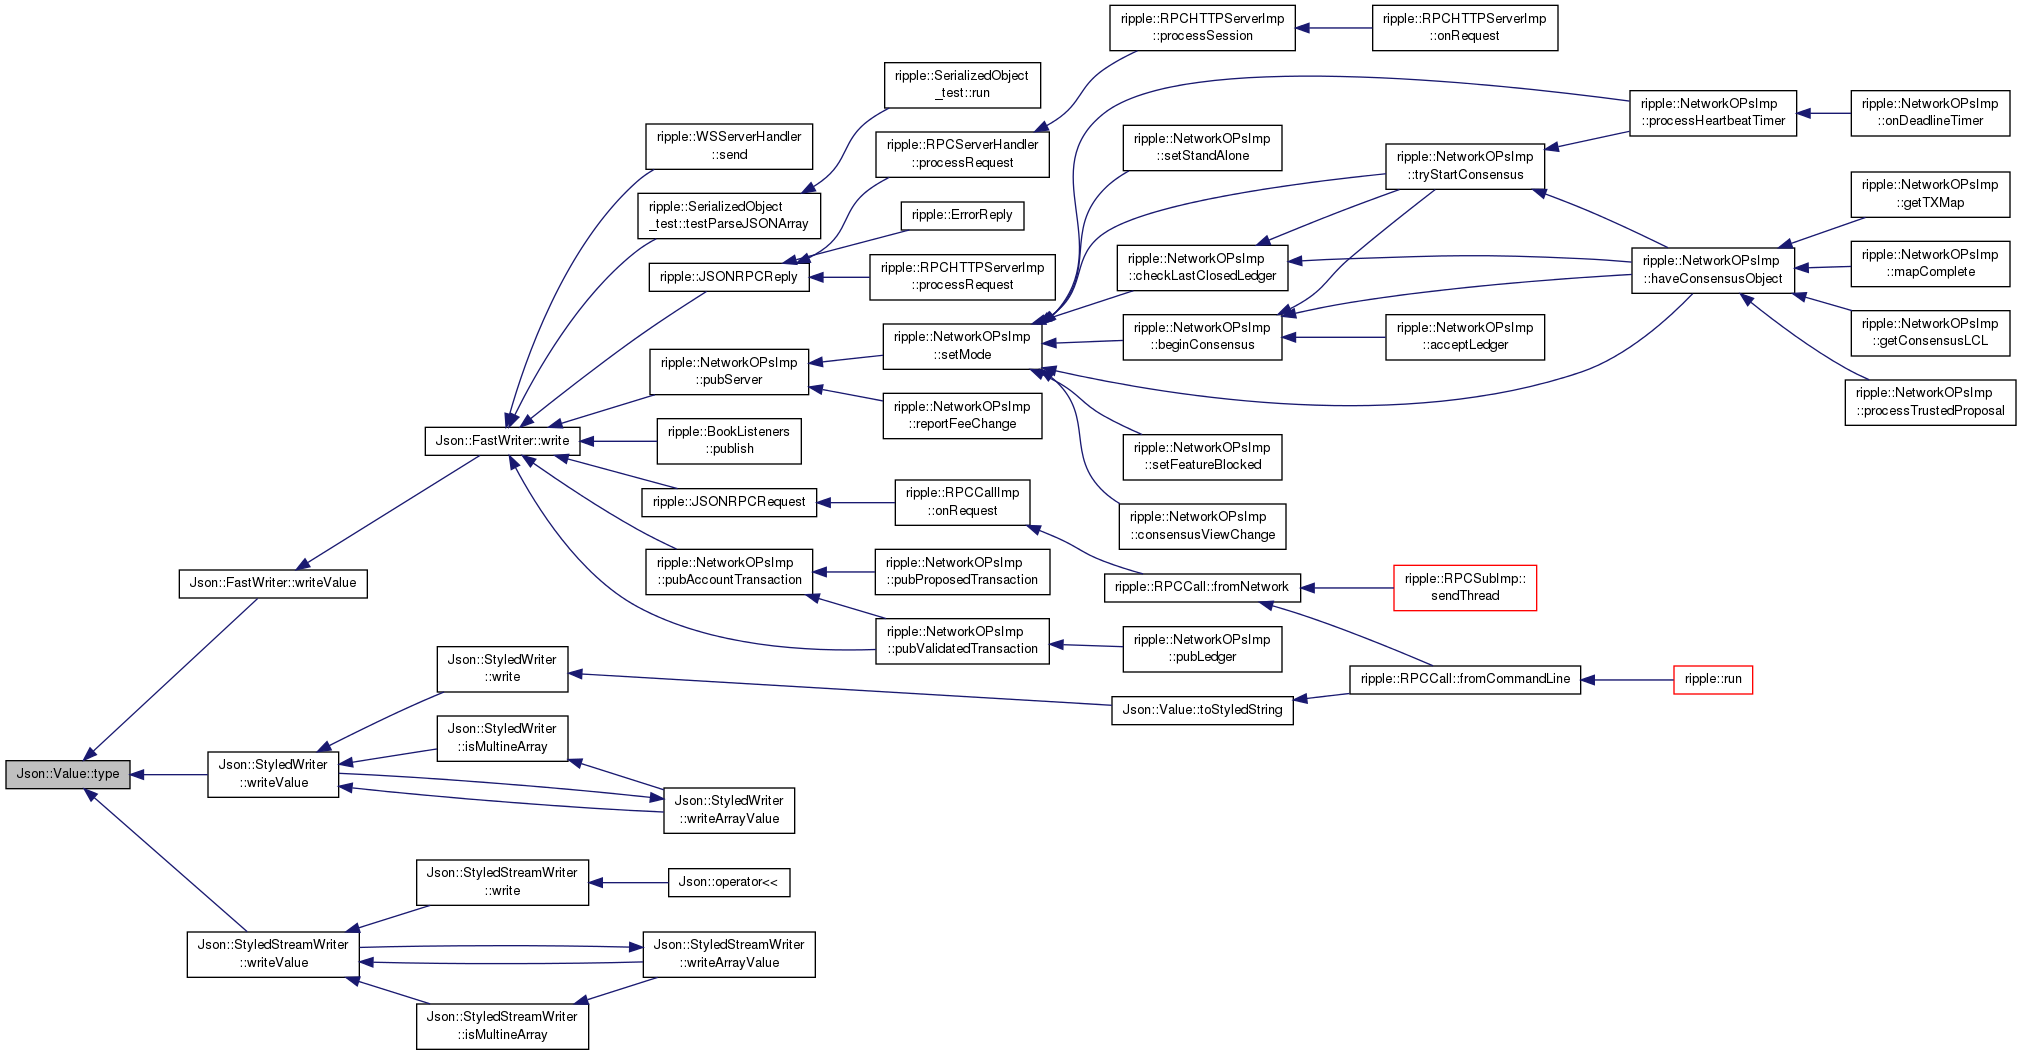 ripple::RPCHTTPServerImp
::processSession
ripple::RPCHTTPServerImp
::onRequest
ripple::SerializedObject
_test::run
ripple::NetworkOPsImp
::processHeartbeatTimer
ripple::NetworkOPsImp
::onDeadlineTimer
ripple::WSServerHandler
::send
ripple::RPCServerHandler
::processRequest
ripple::NetworkOPsImp
::setStandAlone
ripple::NetworkOPsImp
::tryStartConsensus
ripple::NetworkOPsImp
::getTXMap
ripple::SerializedObject
_test::testParseJSONArray
ripple::ErrorReply
ripple::JSONRPCReply
ripple::RPCHTTPServerImp
::processRequest
ripple::NetworkOPsImp
::checkLastClosedLedger
ripple::NetworkOPsImp
::haveConsensusObject
ripple::NetworkOPsImp
::mapComplete
ripple::NetworkOPsImp
::setMode
ripple::NetworkOPsImp
::beginConsensus
ripple::NetworkOPsImp
::acceptLedger
ripple::NetworkOPsImp
::getConsensusLCL
ripple::NetworkOPsImp
::pubServer
ripple::NetworkOPsImp
::processTrustedProposal
ripple::NetworkOPsImp
::reportFeeChange
Json::FastWriter::write
ripple::BookListeners
::publish
ripple::NetworkOPsImp
::setFeatureBlocked
ripple::JSONRPCRequest
ripple::RPCCallImp
::onRequest
ripple::NetworkOPsImp
::consensusViewChange
Json::FastWriter::writeValue
ripple::NetworkOPsImp
::pubAccountTransaction
ripple::NetworkOPsImp
::pubProposedTransaction
ripple::RPCCall::fromNetwork
ripple::RPCSubImp::
sendThread
ripple::NetworkOPsImp
::pubValidatedTransaction
ripple::NetworkOPsImp
::pubLedger
Json::StyledWriter
::write
ripple::RPCCall::fromCommandLine
ripple::run
Json::Value::toStyledString
Json::StyledWriter
::isMultineArray
Json::Value::type
Json::StyledWriter
::writeValue
Json::StyledWriter
::writeArrayValue
Json::StyledStreamWriter
::write
Json::operator<<
Json::StyledStreamWriter
::writeValue
Json::StyledStreamWriter
::writeArrayValue
Json::StyledStreamWriter
::isMultineArray